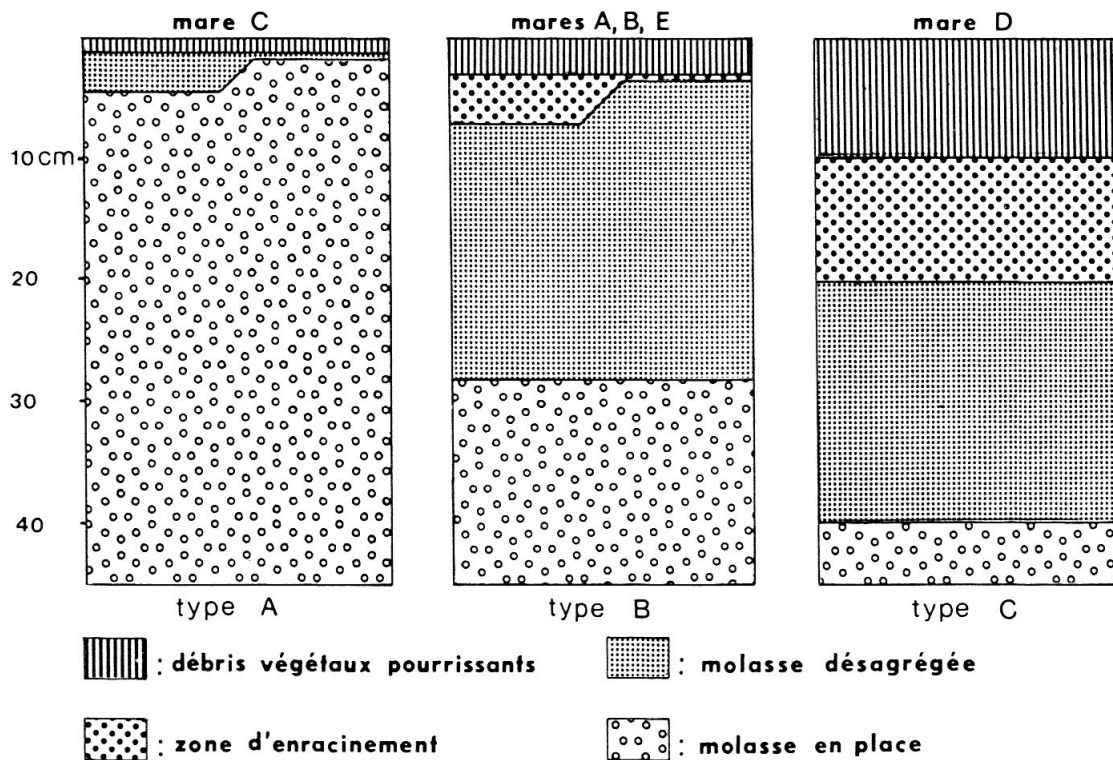 mare C
mares A, B, E
mare D
10 cm
20
30
40
type A
type B
type C
: débris végétaux pourrissants
: molasse désagrégée
: zone d'enracinement
: molasse en place